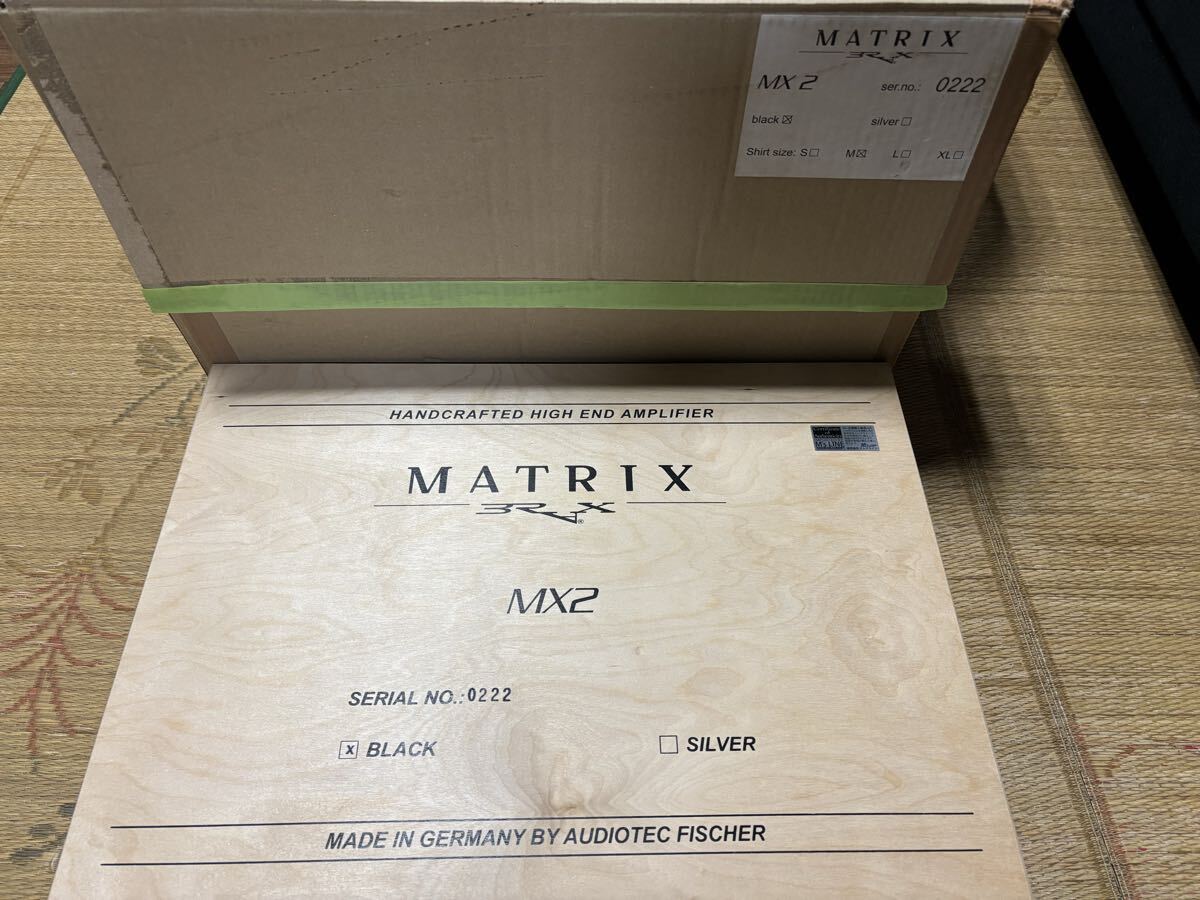 MATRIX
BRAX
MX 2 ser.no.: 0222
black ☒ silver ☐
Shirt size: S ☐ M ☒ L ☐ XL ☐
HANDCRAFTED HIGH END AMPLIFIER
M's LINE
MATRIX
BRAX®
MX2
SERIAL NO.: 0222
☒ BLACK ☐ SILVER
MADE IN GERMANY BY AUDIOTEC FISCHER